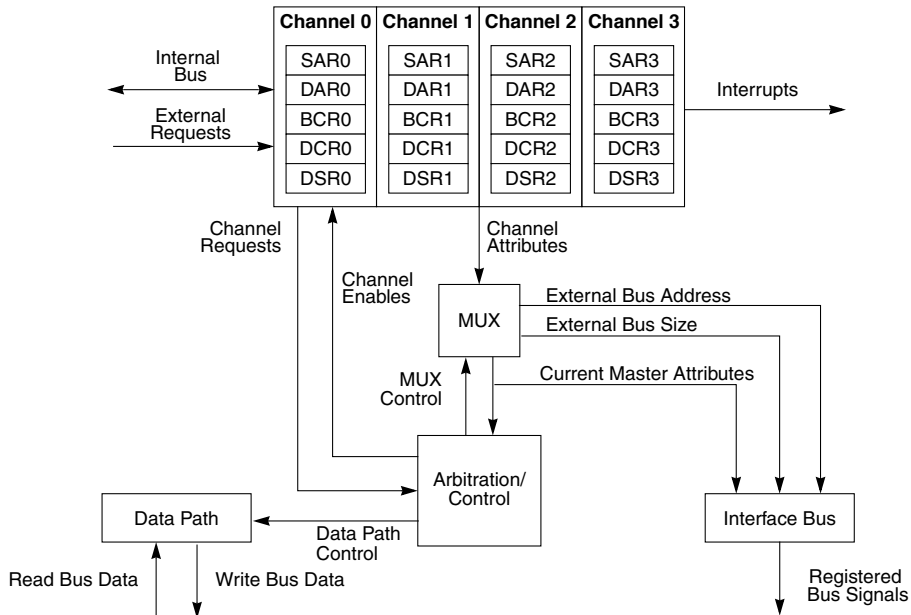 Channel 0 Channel 1 Channel 2 Channel 3
SAR0 SAR1 SAR2 SAR3
DAR0 DAR1 DAR2 DAR3
BCR0 BCR1 BCR2 BCR3
DCR0 DCR1 DCR2 DCR3
DSR0 DSR1 DSR2 DSR3
Internal
Bus
External
Requests
Interrupts
Channel
Requests
Channel
Enables
Channel
Attributes
MUX
External Bus Address
External Bus Size
Current Master Attributes
MUX
Control
Arbitration/
Control
Data Path
Data Path
Control
Interface Bus
Read Bus Data
Write Bus Data
Registered
Bus Signals